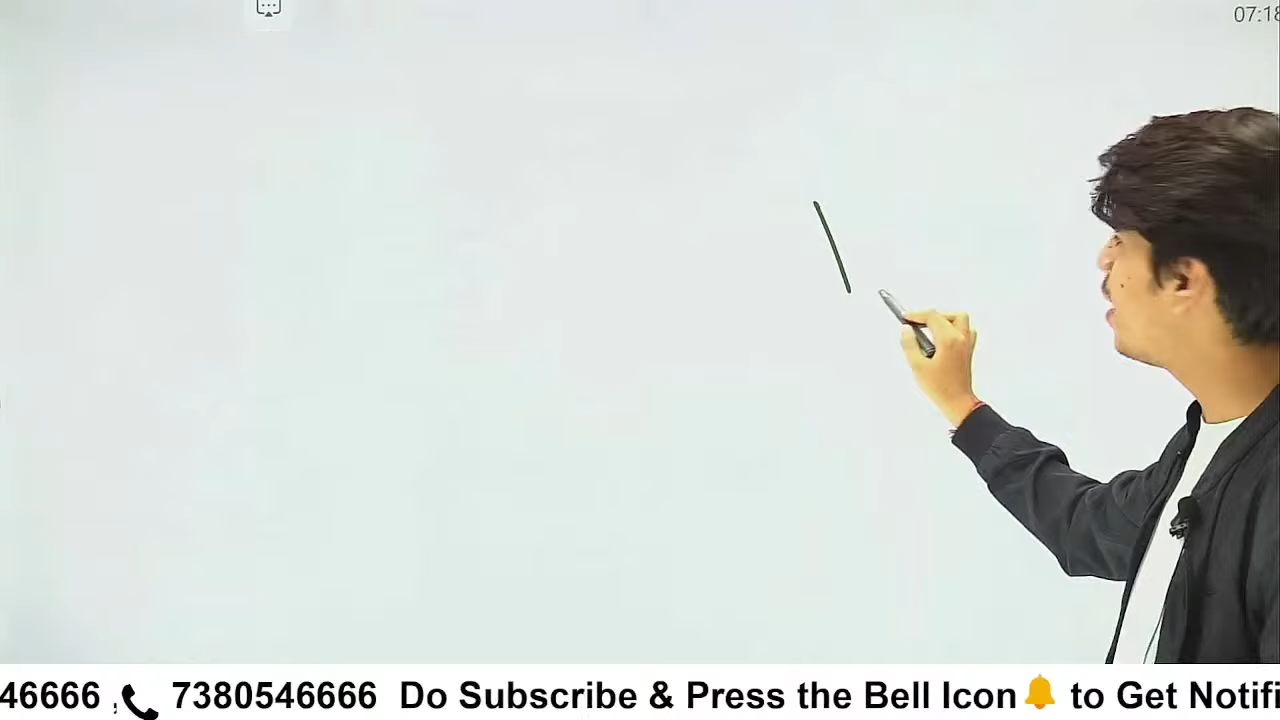 07:18
46666 , 📞 7380546666 Do Subscribe & Press the Bell Icon🔔 to Get Notifi